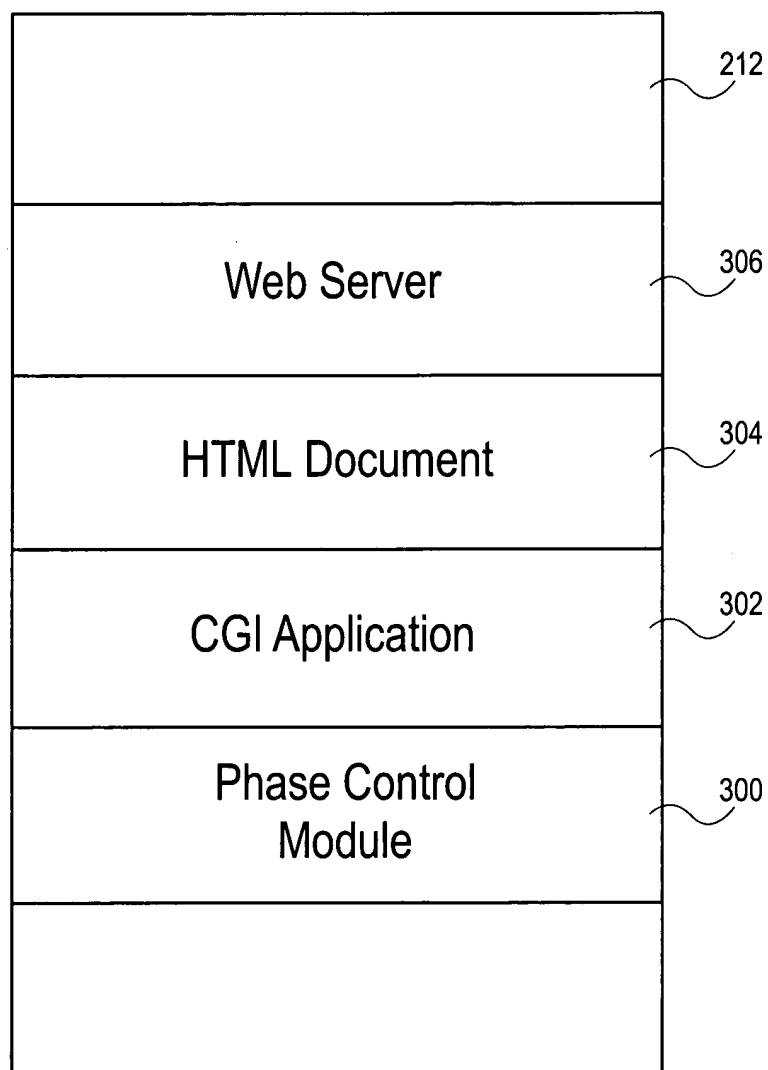 212
Web Server
306
HTML Document
304
CGI Application
302
Phase Control
Module
300